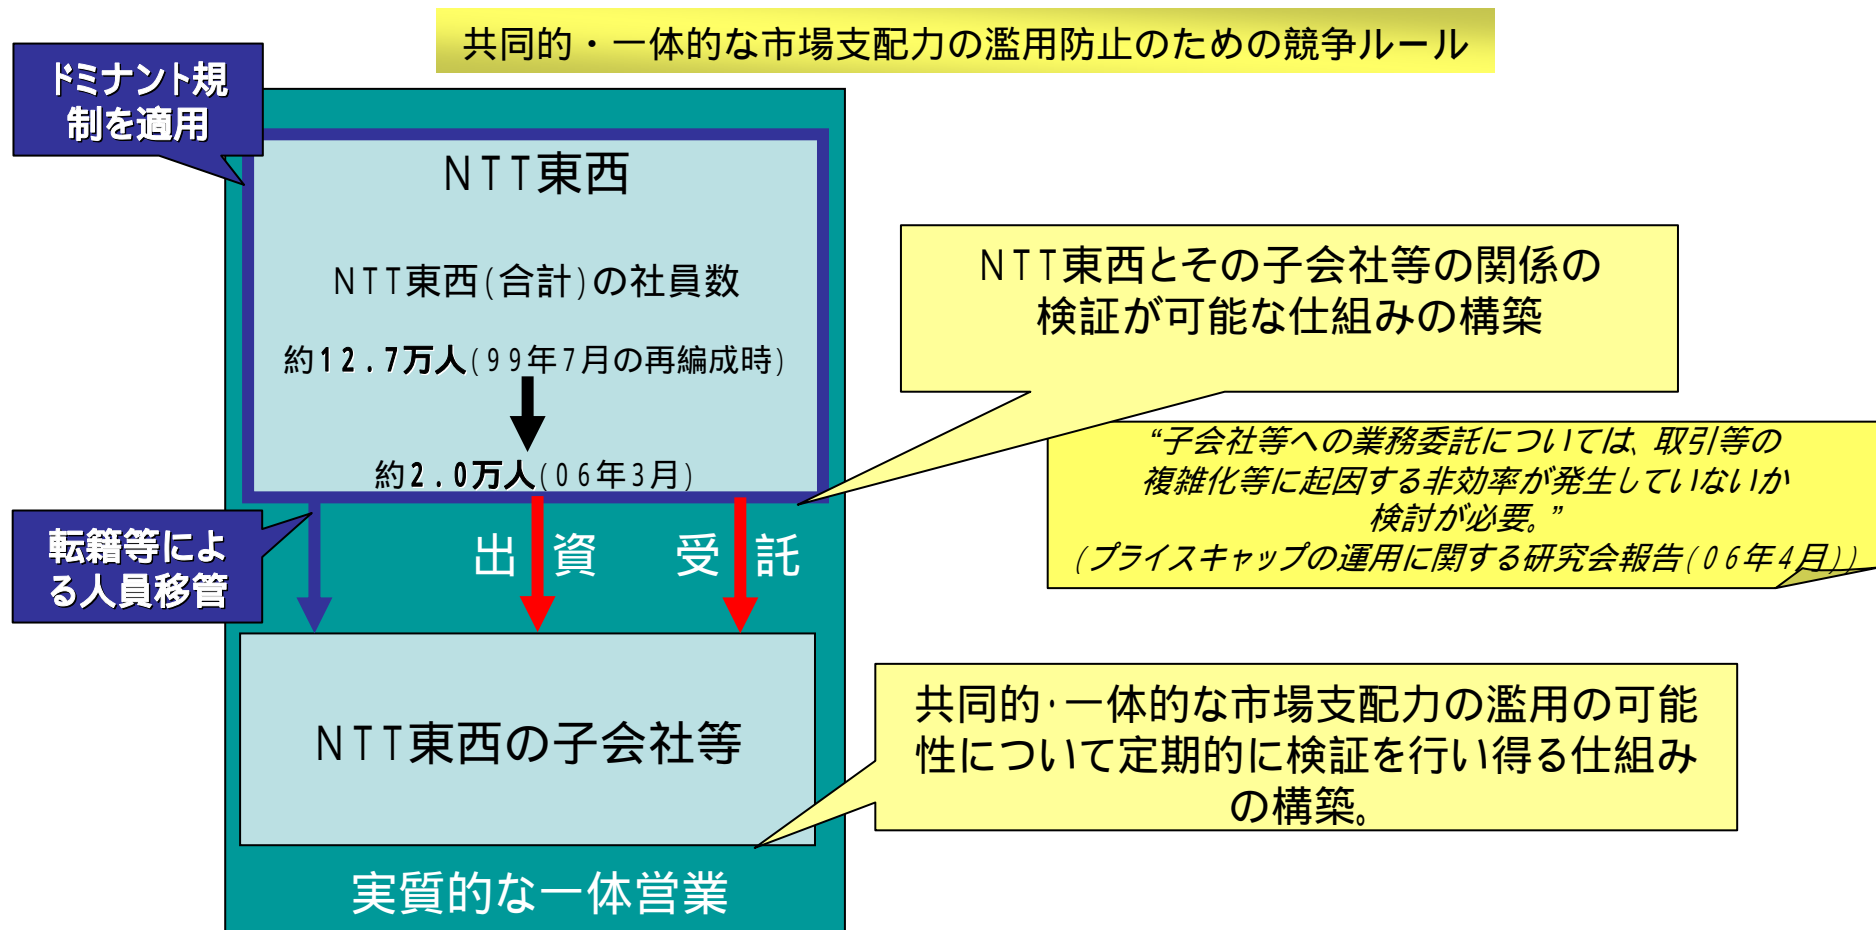 共同的・一体的な市場支配力の濫用防止のための競争ルール
ドミナント規
制を適用
ＮＴＴ東西
ＮＴＴ東西(合計)の社員数
約１２.７万人(９９年７月の再編成時)
約２.０万人(０６年３月)
ＮＴＴ東西とその子会社等の関係の
検証が可能な仕組みの構築
“子会社等への業務委託については、取引等の
複雑化等に起因する非効率が発生していないか
検討が必要。”
(プライスキャップの運用に関する研究会報告(０６年４月))
転籍等によ
る人員移管
出資 受託
ＮＴＴ東西の子会社等
共同的・一体的な市場支配力の濫用の可能
性について定期的に検証を行い得る仕組み
の構築。
実質的な一体営業